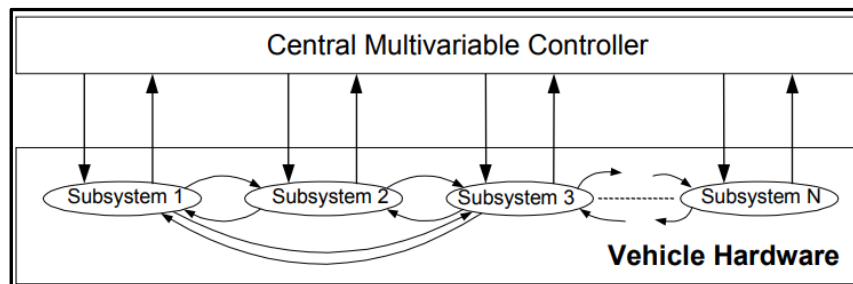 Central Multivariable Controller
Subsystem 1
Subsystem 2
Subsystem 3
Subsystem N
Vehicle Hardware